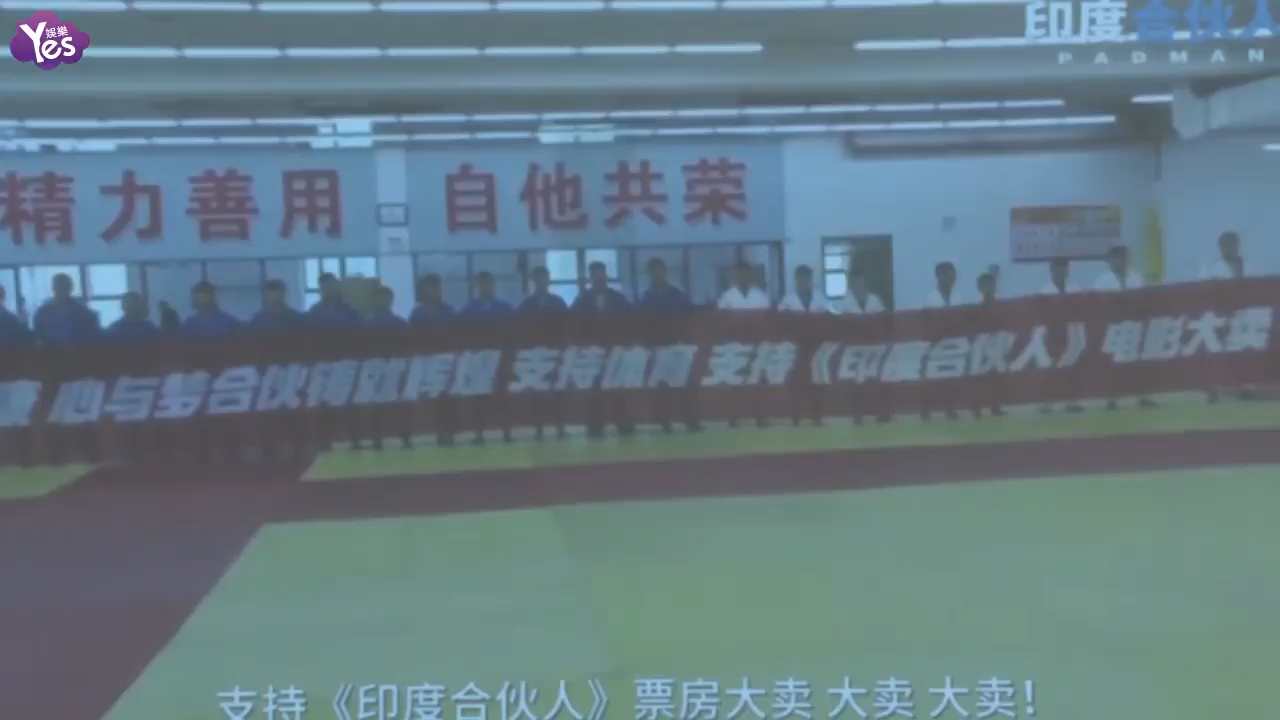 Yes 娱樂
印度合伙人
PADMAN
精力善用 自他共荣
心与梦合伙铸就辉煌 支持体育 支持《印度合伙人》电影大卖
支持《印度合伙人》票房大卖 大卖 大卖!